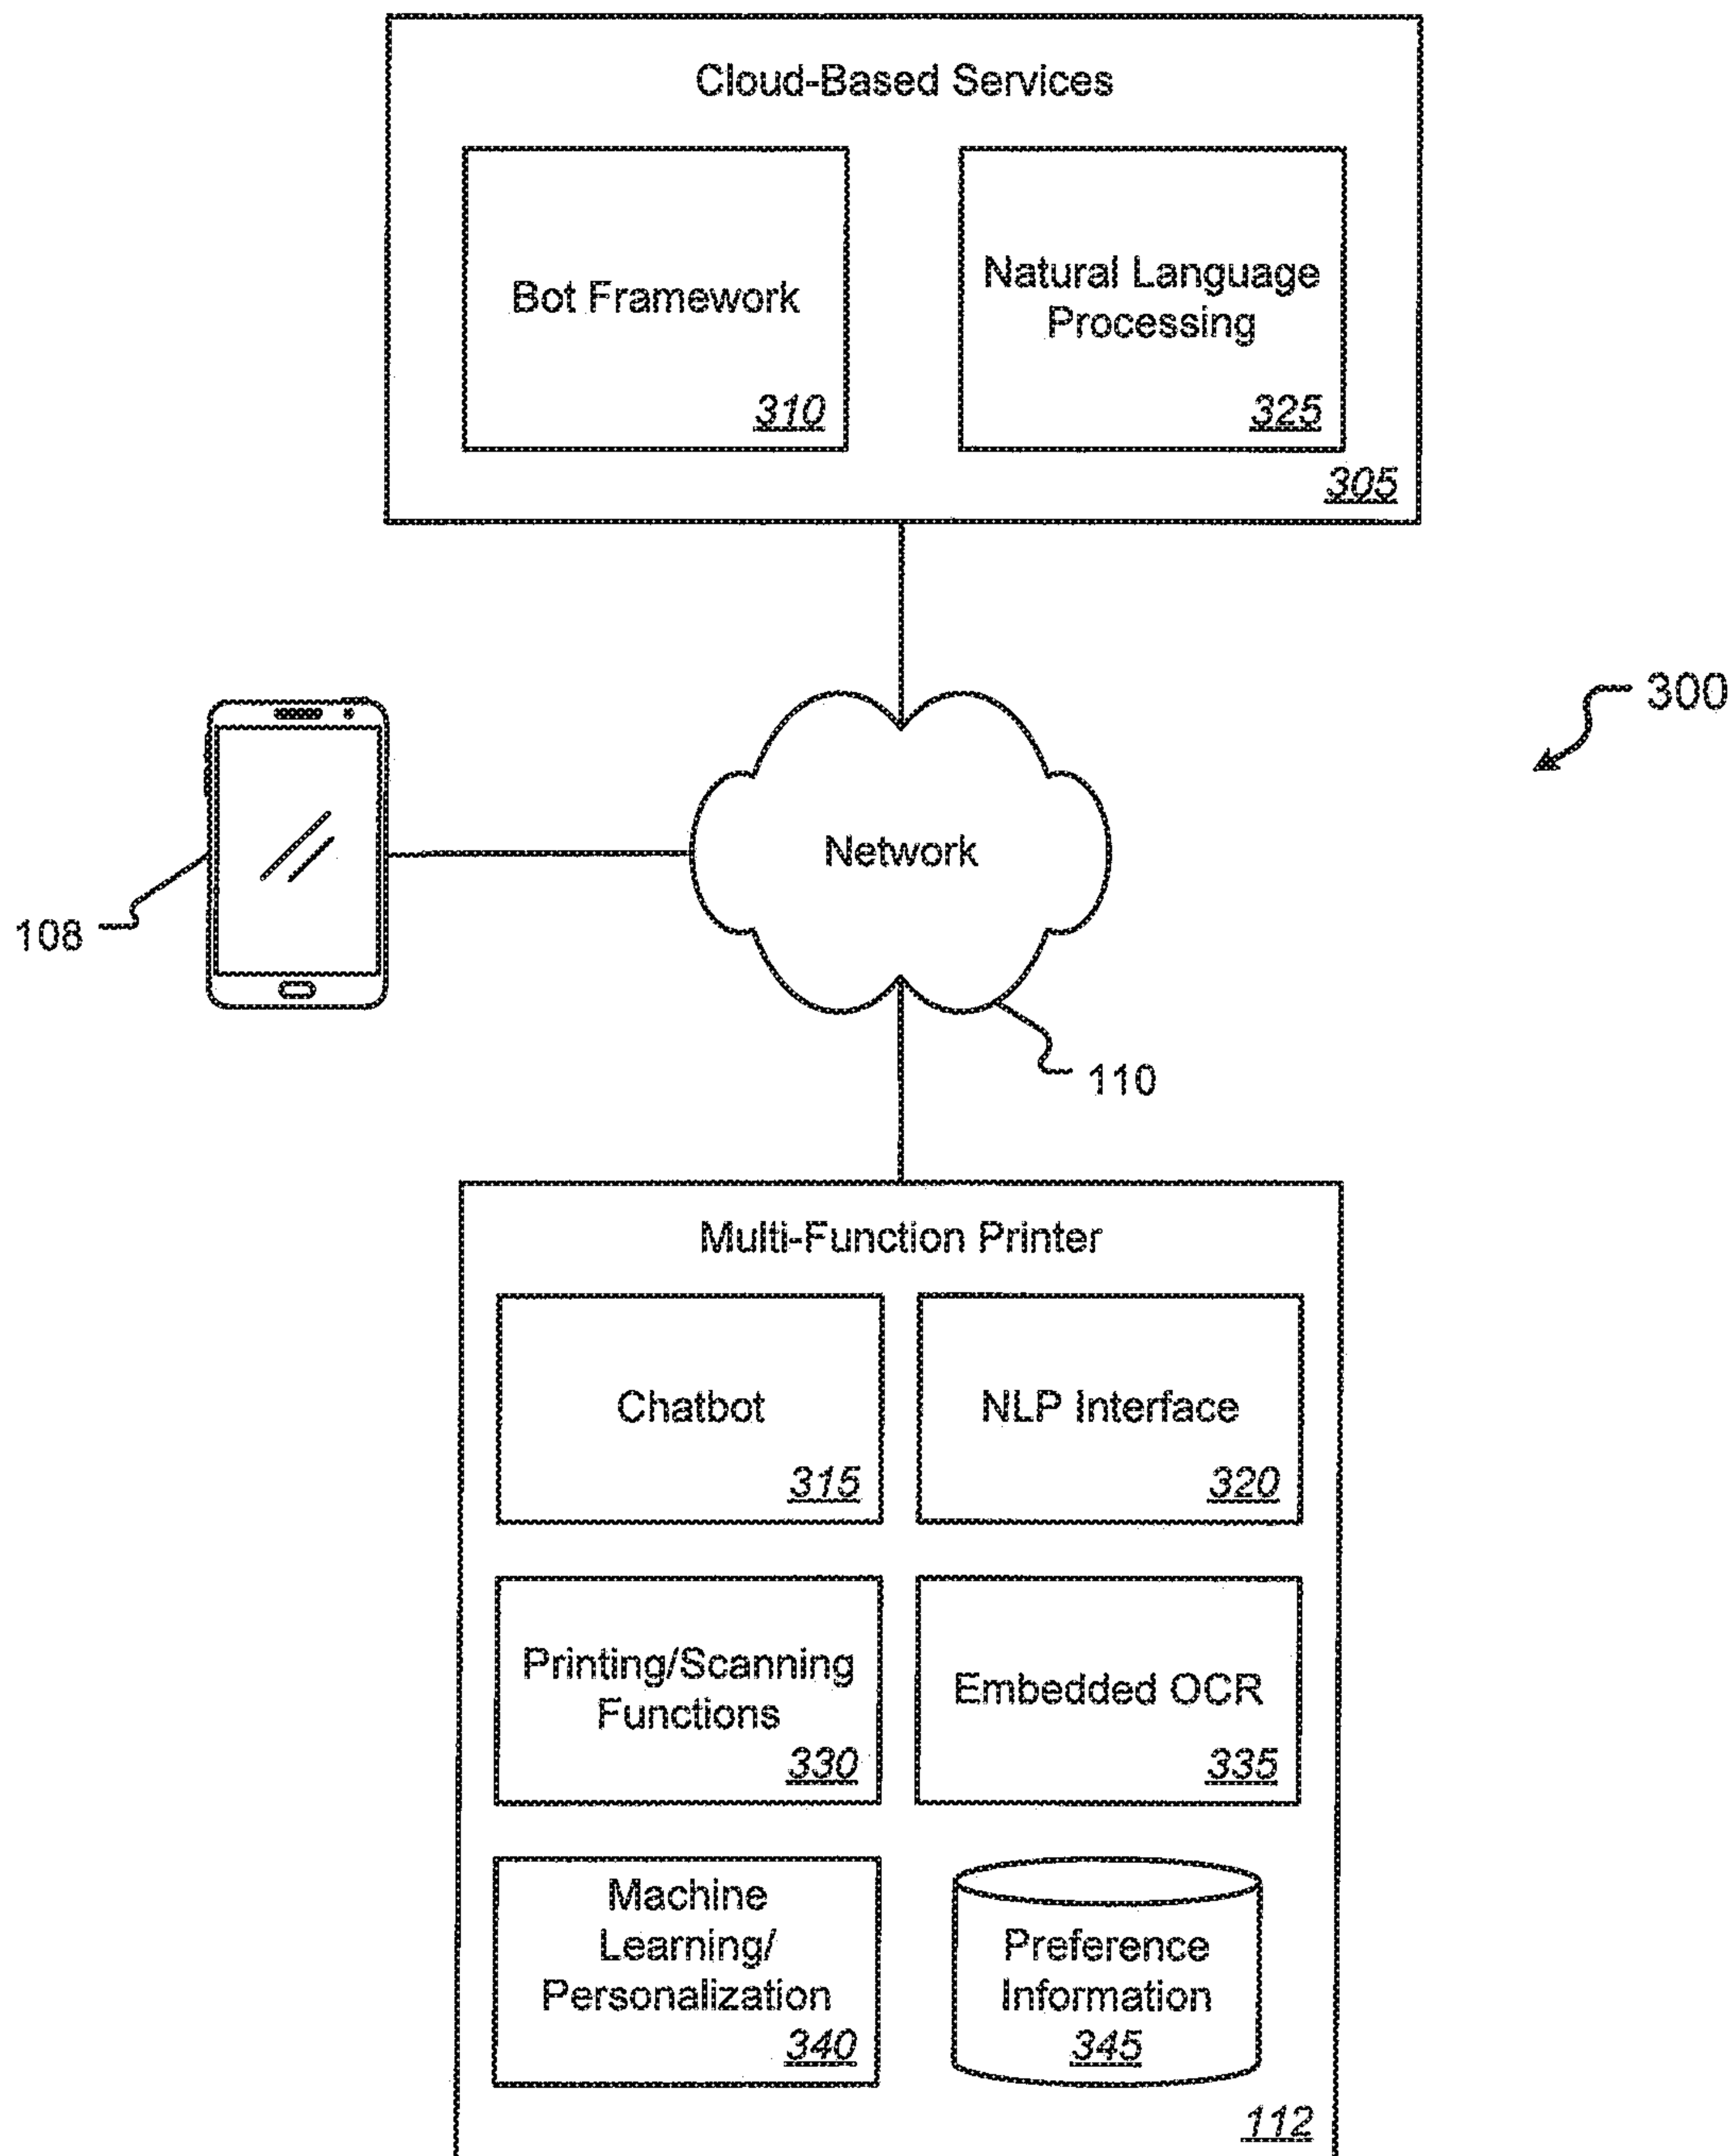 Cloud-Based Services
Bot Framework
310
Natural Language
Processing
325
305
300
108
Network
110
Multi-Function Printer
Chatbot
315
NLP Interface
320
Printing/Scanning
Functions
330
Embedded OCR
335
Machine
Learning/
Personalization
340
Preference
Information
345
112